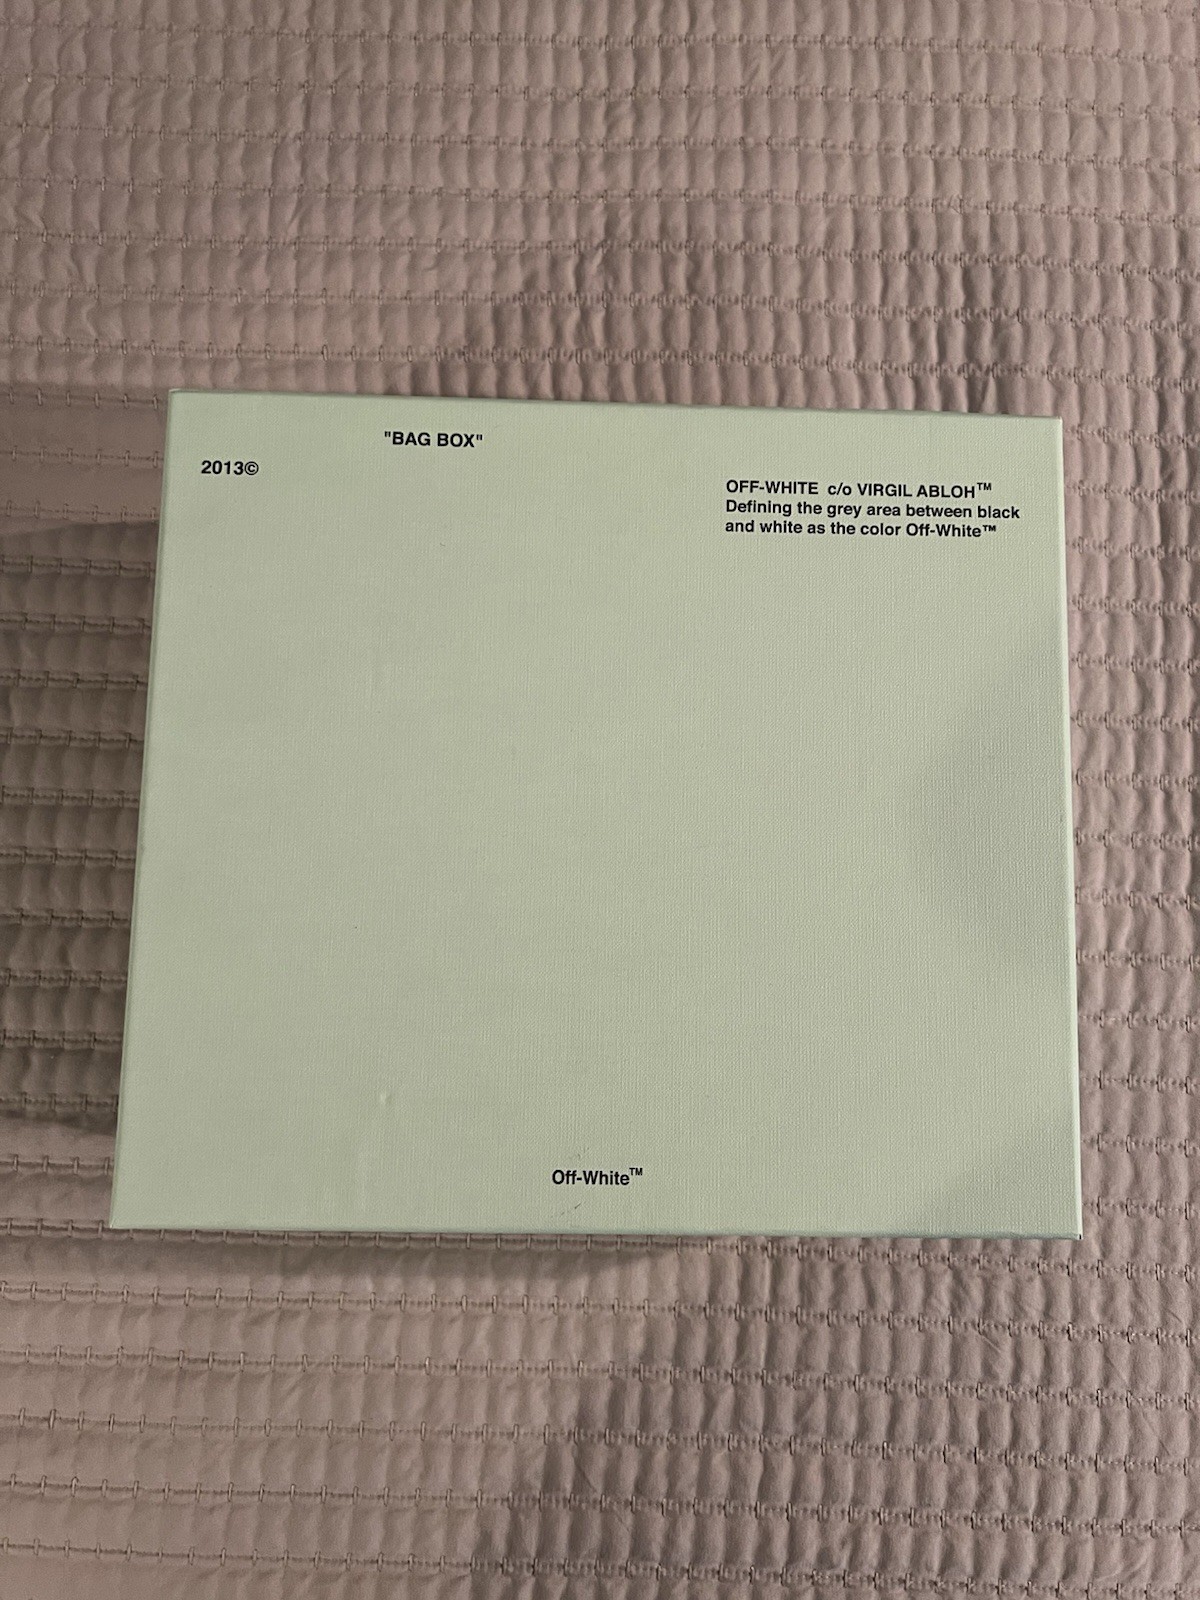 "BAG BOX"
2013©
OFF-WHITE c/o VIRGIL ABLOH™
Defining the grey area between black
and white as the color Off-White™
Off-White™